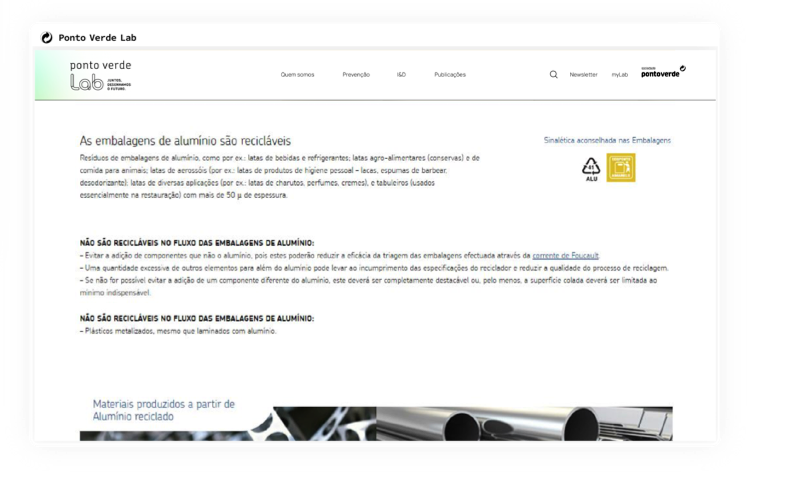 Ponto Verde Lab
ponto verde
Lab
JUNTOS,
DESENHAMOS
O FUTURO.
Quem somos
Prevenção
I&D
Publicações
Newsletter
myLab
pontoverde
As embalagens de alumínio são recicláveis
Resíduos de embalagens de alumínio, como por ex.: latas de bebidas e refrigerantes; latas agro-alimentares (conservas) e de
comida para animais; latas de aerossóis (por ex.: latas de produtos de higiene pessoal – lacas, espumas de barbear,
desodorizante); latas de diversas aplicações (por ex.: latas de charutos, perfumes, cremes), e tabuleiros (usados
essencialmente na restauração) com mais de 50 µ de espessura.
Sinalética aconselhada nas Embalagens
41
ALU
NÃO SÃO RECICLÁVEIS NO FLUXO DAS EMBALAGENS DE ALUMÍNIO:
– Evitar a adição de componentes que não o alumínio, pois estes poderão reduzir a eficácia da triagem das embalagens efectuada através da corrente de Foucault.
– Uma quantidade excessiva de outros elementos para além do alumínio pode levar ao incumprimento das especificações do reciclador e reduzir a qualidade do processo de reciclagem.
– Se não for possível evitar a adição de um componente diferente do alumínio, este deverá ser completamente destacável ou, pelo menos, a superfície colada deverá ser limitada ao
mínimo indispensável.
NÃO SÃO RECICLÁVEIS NO FLUXO DAS EMBALAGENS DE ALUMÍNIO:
– Plásticos metalizados, mesmo que laminados com alumínio.
Materiais produzidos a partir de
Alumínio reciclado